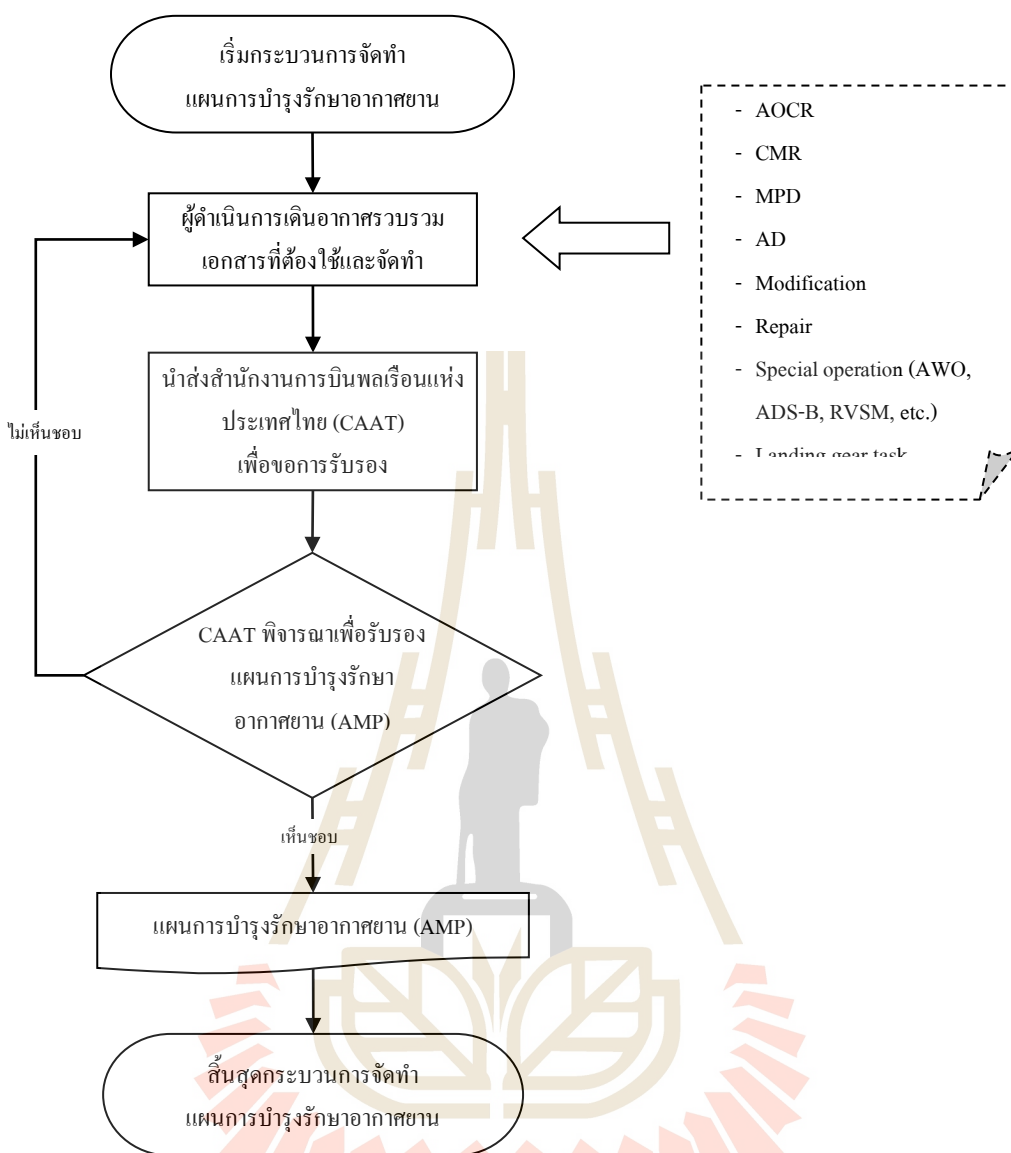 เริ่มกระบวนการจัดทำ
แผนการบำรุงรักษาอากาศยาน
ผู้ดำเนินการเดินอากาศรวบรวม
เอกสารที่ต้องใช้และจัดทำ
- AOCR
- CMR
- MPD
- AD
- Modification
- Repair
- Special operation (AWO,
ADS-B, RVSM, etc.)
- Landing gear task
นำส่งสำนักงานการบินพลเรือนแห่ง
ประเทศไทย (CAAT)
เพื่อขอการรับรอง
ไม่เห็นชอบ
CAAT พิจารณาเพื่อรับรอง
แผนการบำรุงรักษา
อากาศยาน (AMP)
เห็นชอบ
แผนการบำรุงรักษาอากาศยาน (AMP)
สิ้นสุดกระบวนการจัดทำ
แผนการบำรุงรักษาอากาศยาน